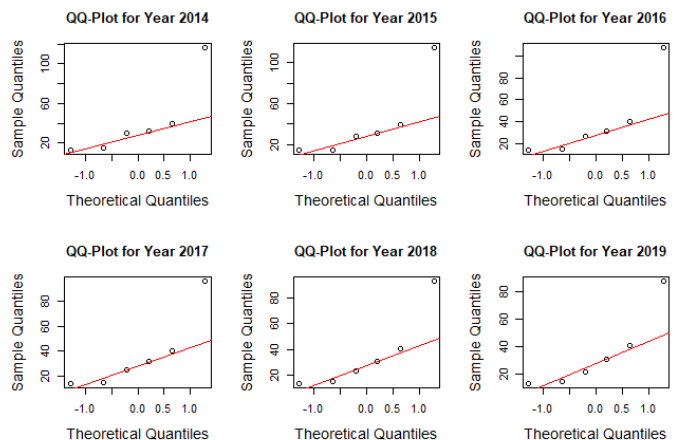 QQ-Plot for Year 2014
QQ-Plot for Year 2015
QQ-Plot for Year 2016
Sample Quantiles
20 60 100
-1.0 0.0 1.0
Theoretical Quantiles
Sample Quantiles
20 60 100
-1.0 0.0 1.0
Theoretical Quantiles
Sample Quantiles
20 40 60 80
-1.0 0.0 1.0
Theoretical Quantiles
QQ-Plot for Year 2017
QQ-Plot for Year 2018
QQ-Plot for Year 2019
Sample Quantiles
20 40 60 80
-1.0 0.0 1.0
Theoretical Quantiles
Sample Quantiles
20 40 60 80
-1.0 0.0 1.0
Theoretical Quantiles
Sample Quantiles
20 40 60 80
-1.0 0.0 1.0
Theoretical Quantiles